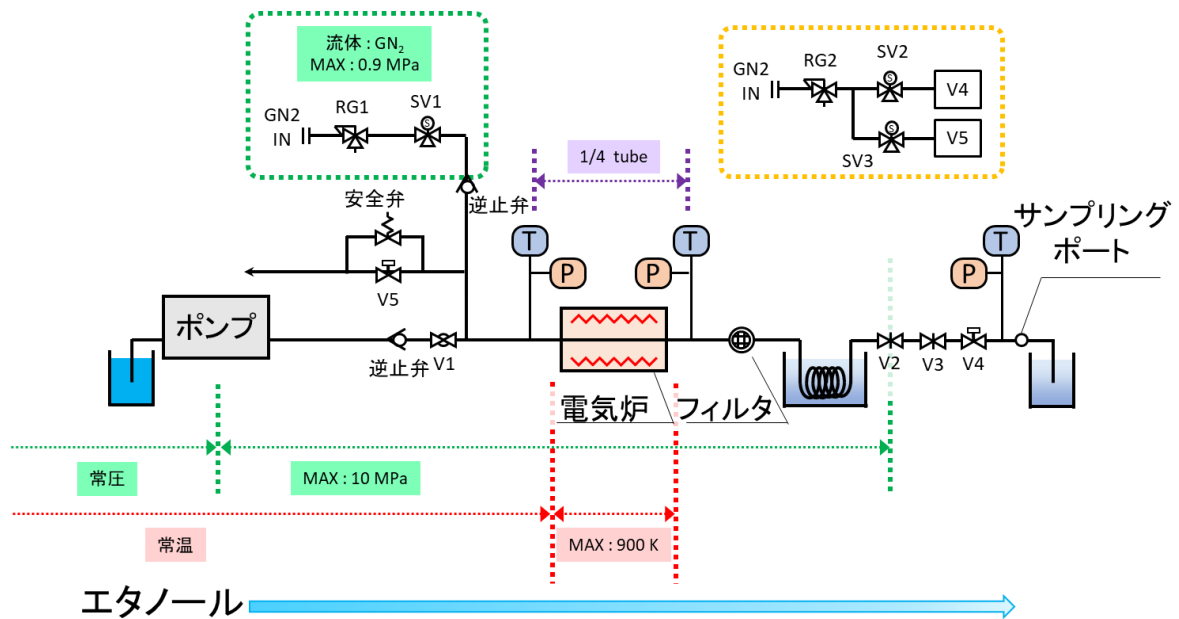 流体 : GN₂
MAX : 0.9 MPa
GN2
IN
RG1
SV1
逆止弁
安全弁
V5
1/4 tube
GN2
IN
RG2
SV2
V4
SV3
V5
T
P
T
P
T
P
サンプリング
ポート
ポンプ
逆止弁
V1
電気炉
フィルタ
V2
V3
V4
常圧
MAX : 10 MPa
常温
MAX : 900 K
エタノール
S
S
S